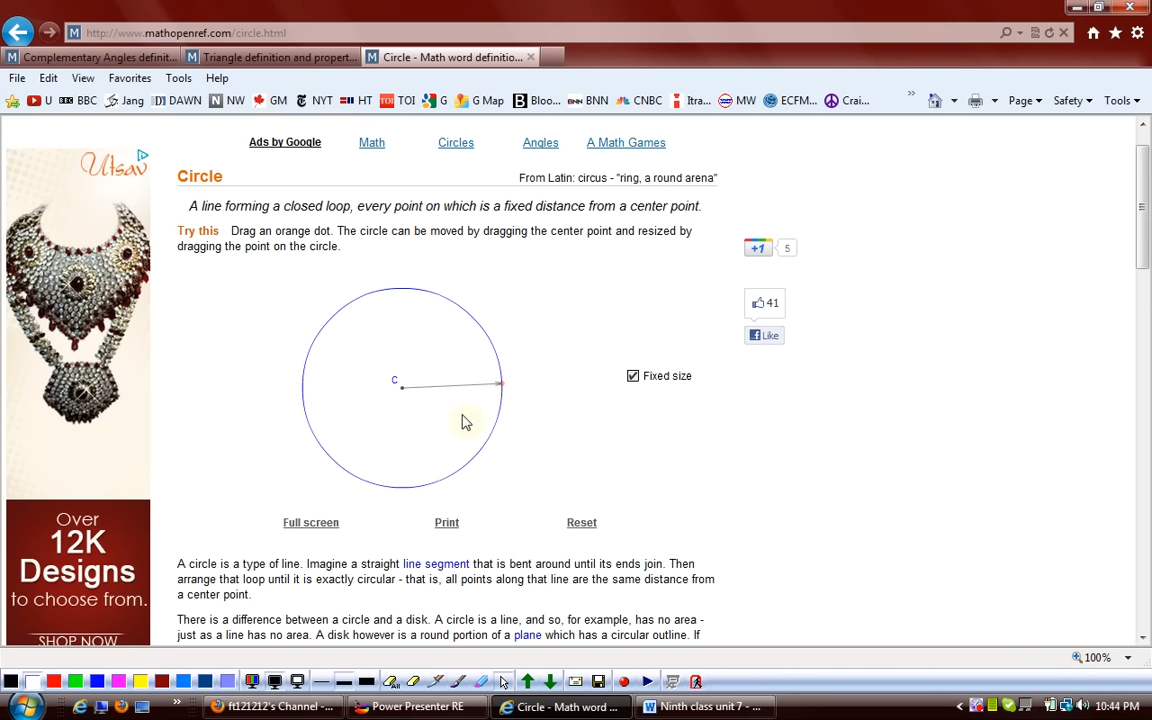 http://www.mathopenref.com/circle.html
Complementary Angles definit... Triangle definition and propert... Circle - Math word definitio...
File Edit View Favorites Tools Help
U BBC Jang DAWN NW GM NYT HT TOI G G Map Bloo... BNN CNBC Itra... MW ECFM... Crai... Page Safety Tools
Ads by Google Math Circles Angles A Math Games
Utsav
Circle
From Latin: circus - "ring, a round arena"
A line forming a closed loop, every point on which is a fixed distance from a center point.
Try this Drag an orange dot. The circle can be moved by dragging the center point and resized by
dragging the point on the circle.
+1 5
41
Like
C
Fixed size
Full screen Print Reset
Over
12K
Designs
to choose from.
SHOP NOW
A circle is a type of line. Imagine a straight line segment that is bent around until its ends join. Then
arrange that loop until it is exactly circular - that is, all points along that line are the same distance from
a center point.
There is a difference between a circle and a disk. A circle is a line, and so, for example, has no area -
just as a line has no area. A disk however is a round portion of a plane which has a circular outline. If
100%
ft121212's Channel -... Power Presenter RE Circle - Math word ... Ninth class unit 7 - ... 10:44 PM